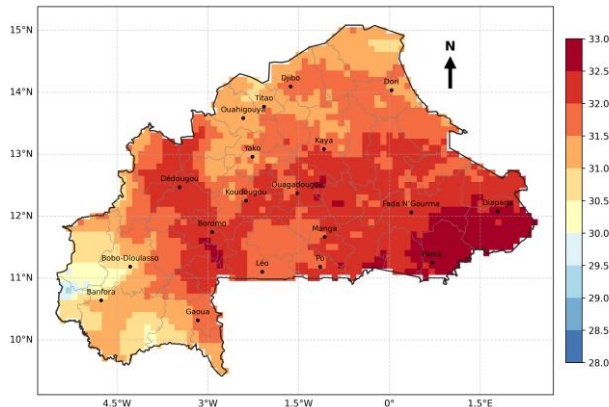 15°N
33.0
N
32.5
Djibo
Dori
14°N
Titao
32.0
Ouahigouya
31.5
Kaya
13°N
Yako
31.0
Dédougou
Ouagadougou
Koudougou
30.5
Fada N'Gourma
Diapaga
12°N
Boromo
Manga
30.0
Pama
Bobo-Dioulasso
Léo
Po
29.5
11°N
Banfora
29.0
Gaoua
10°N
28.5
28.0
4.5°W
3°W
1.5°W
0°
1.5°E